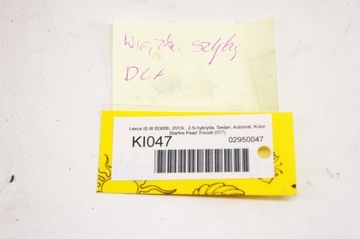 Wiązka szyby
DCA
Lexus IS III IS300h, 2013r., 2.5i hybryda, Sedan, Automat, Kolor:
Starfire Pearl Tricoat (077)
KI047 02950047